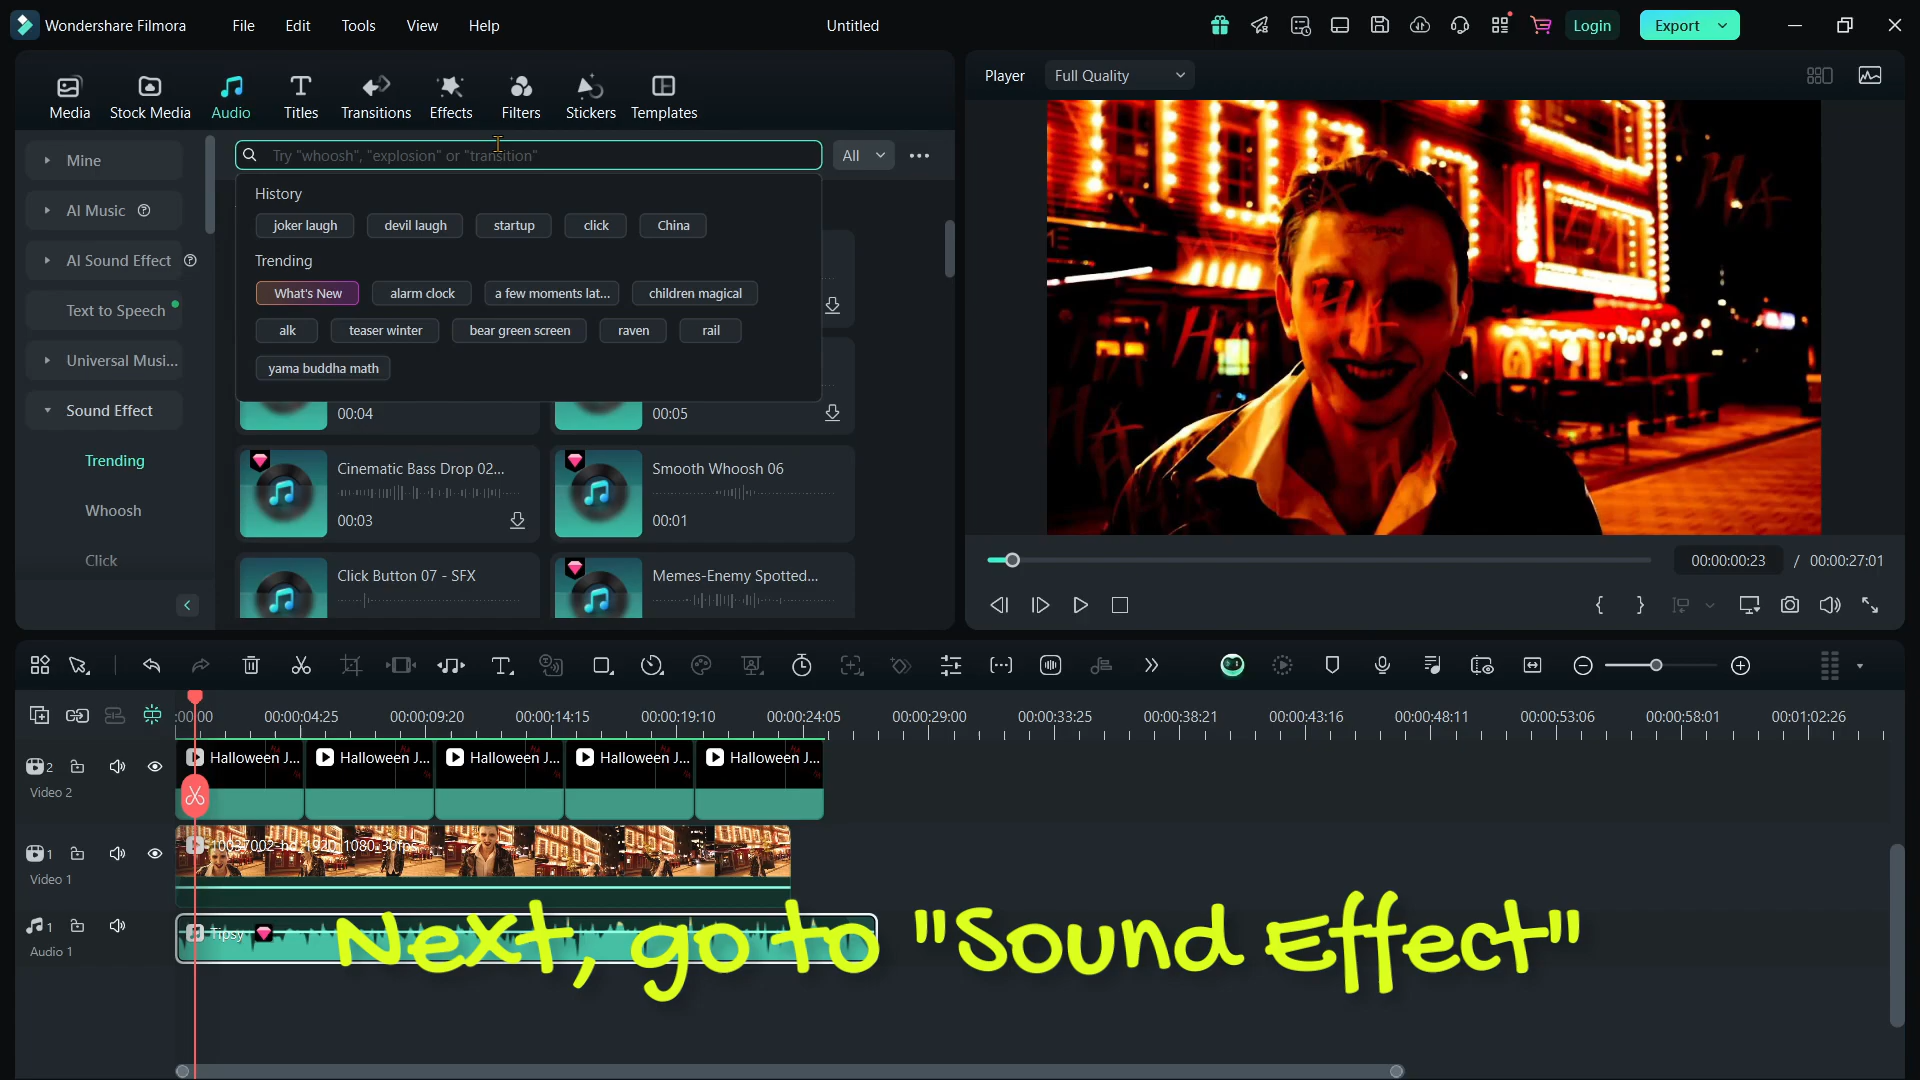 Wondershare Filmora
File
Edit
Tools
View
Help
Untitled
Login
Export
Media
Stock Media
Audio
Titles
Transitions
Effects
Filters
Stickers
Templates
Player
Full Quality
Mine
AI Music
AI Sound Effect
Text to Speech
Universal Musi...
Sound Effect
Trending
Whoosh
Click
Try "whoosh", "explosion" or "transition"
All
History
joker laugh
devil laugh
startup
click
China
Trending
What's New
alarm clock
a few moments lat...
children magical
alk
teaser winter
bear green screen
raven
rail
yama buddha math
00:04
00:05
Cinematic Bass Drop 02...
00:03
Smooth Whoosh 06
00:01
Click Button 07 - SFX
Memes-Enemy Spotted...
HA
00:00:00:23 / 00:00:27:01
:00:00
00:00:04:25
00:00:09:20
00:00:14:15
00:00:19:10
00:00:24:05
00:00:29:00
00:00:33:25
00:00:38:21
00:00:43:16
00:00:48:11
00:00:53:06
00:00:58:01
00:01:02:26
2
Video 2
Halloween J...
Halloween J...
Halloween J...
Halloween J...
Halloween J...
1
Video 1
10037002-hd_1920_1080_30fps
1
Audio 1
Tipsy
Next, go to "Sound Effect"